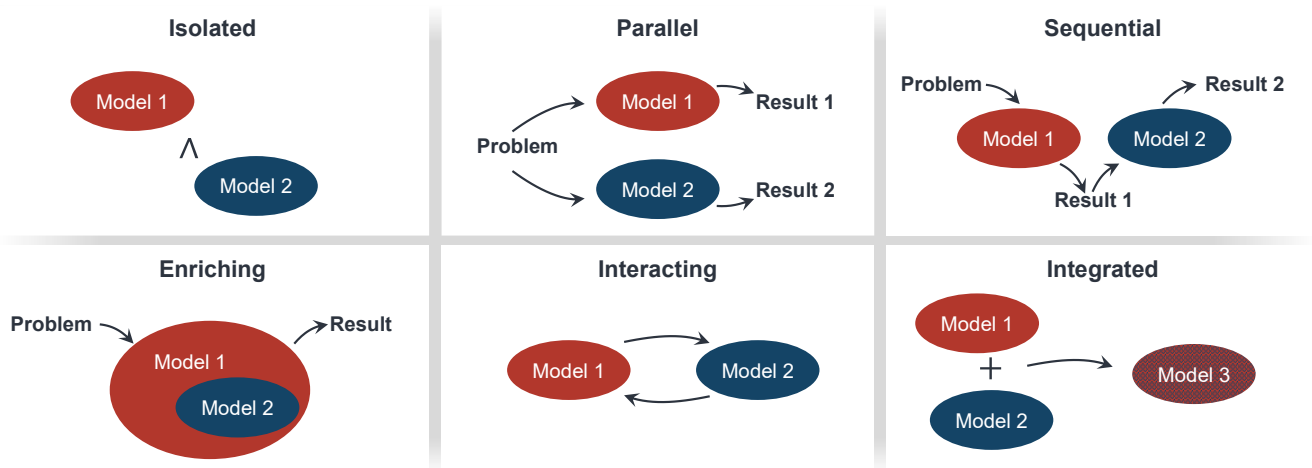 Isolated
Model 1
∧
Model 2
Parallel
Problem
Model 1
Result 1
Model 2
Result 2
Sequential
Problem
Model 1
Result 1
Model 2
Result 2
Enriching
Problem
Model 1
Model 2
Result
Interacting
Model 1
Model 2
Integrated
Model 1
+
Model 2
Model 3